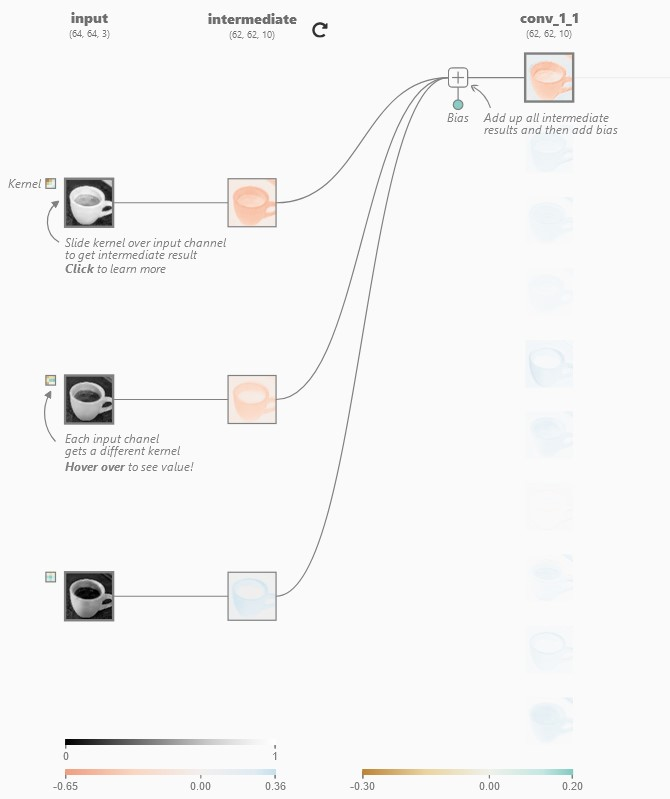 input
(64, 64, 3)
intermediate
(62, 62, 10)
conv_1_1
(62, 62, 10)
Bias
Add up all intermediate
results and then add bias
Kernel
Slide kernel over input channel
to get intermediate result
Click to learn more
Each input chanel
gets a different kernel
Hover over to see value!
0
1
-0.65
0.00
0.36
-0.30
0.00
0.20